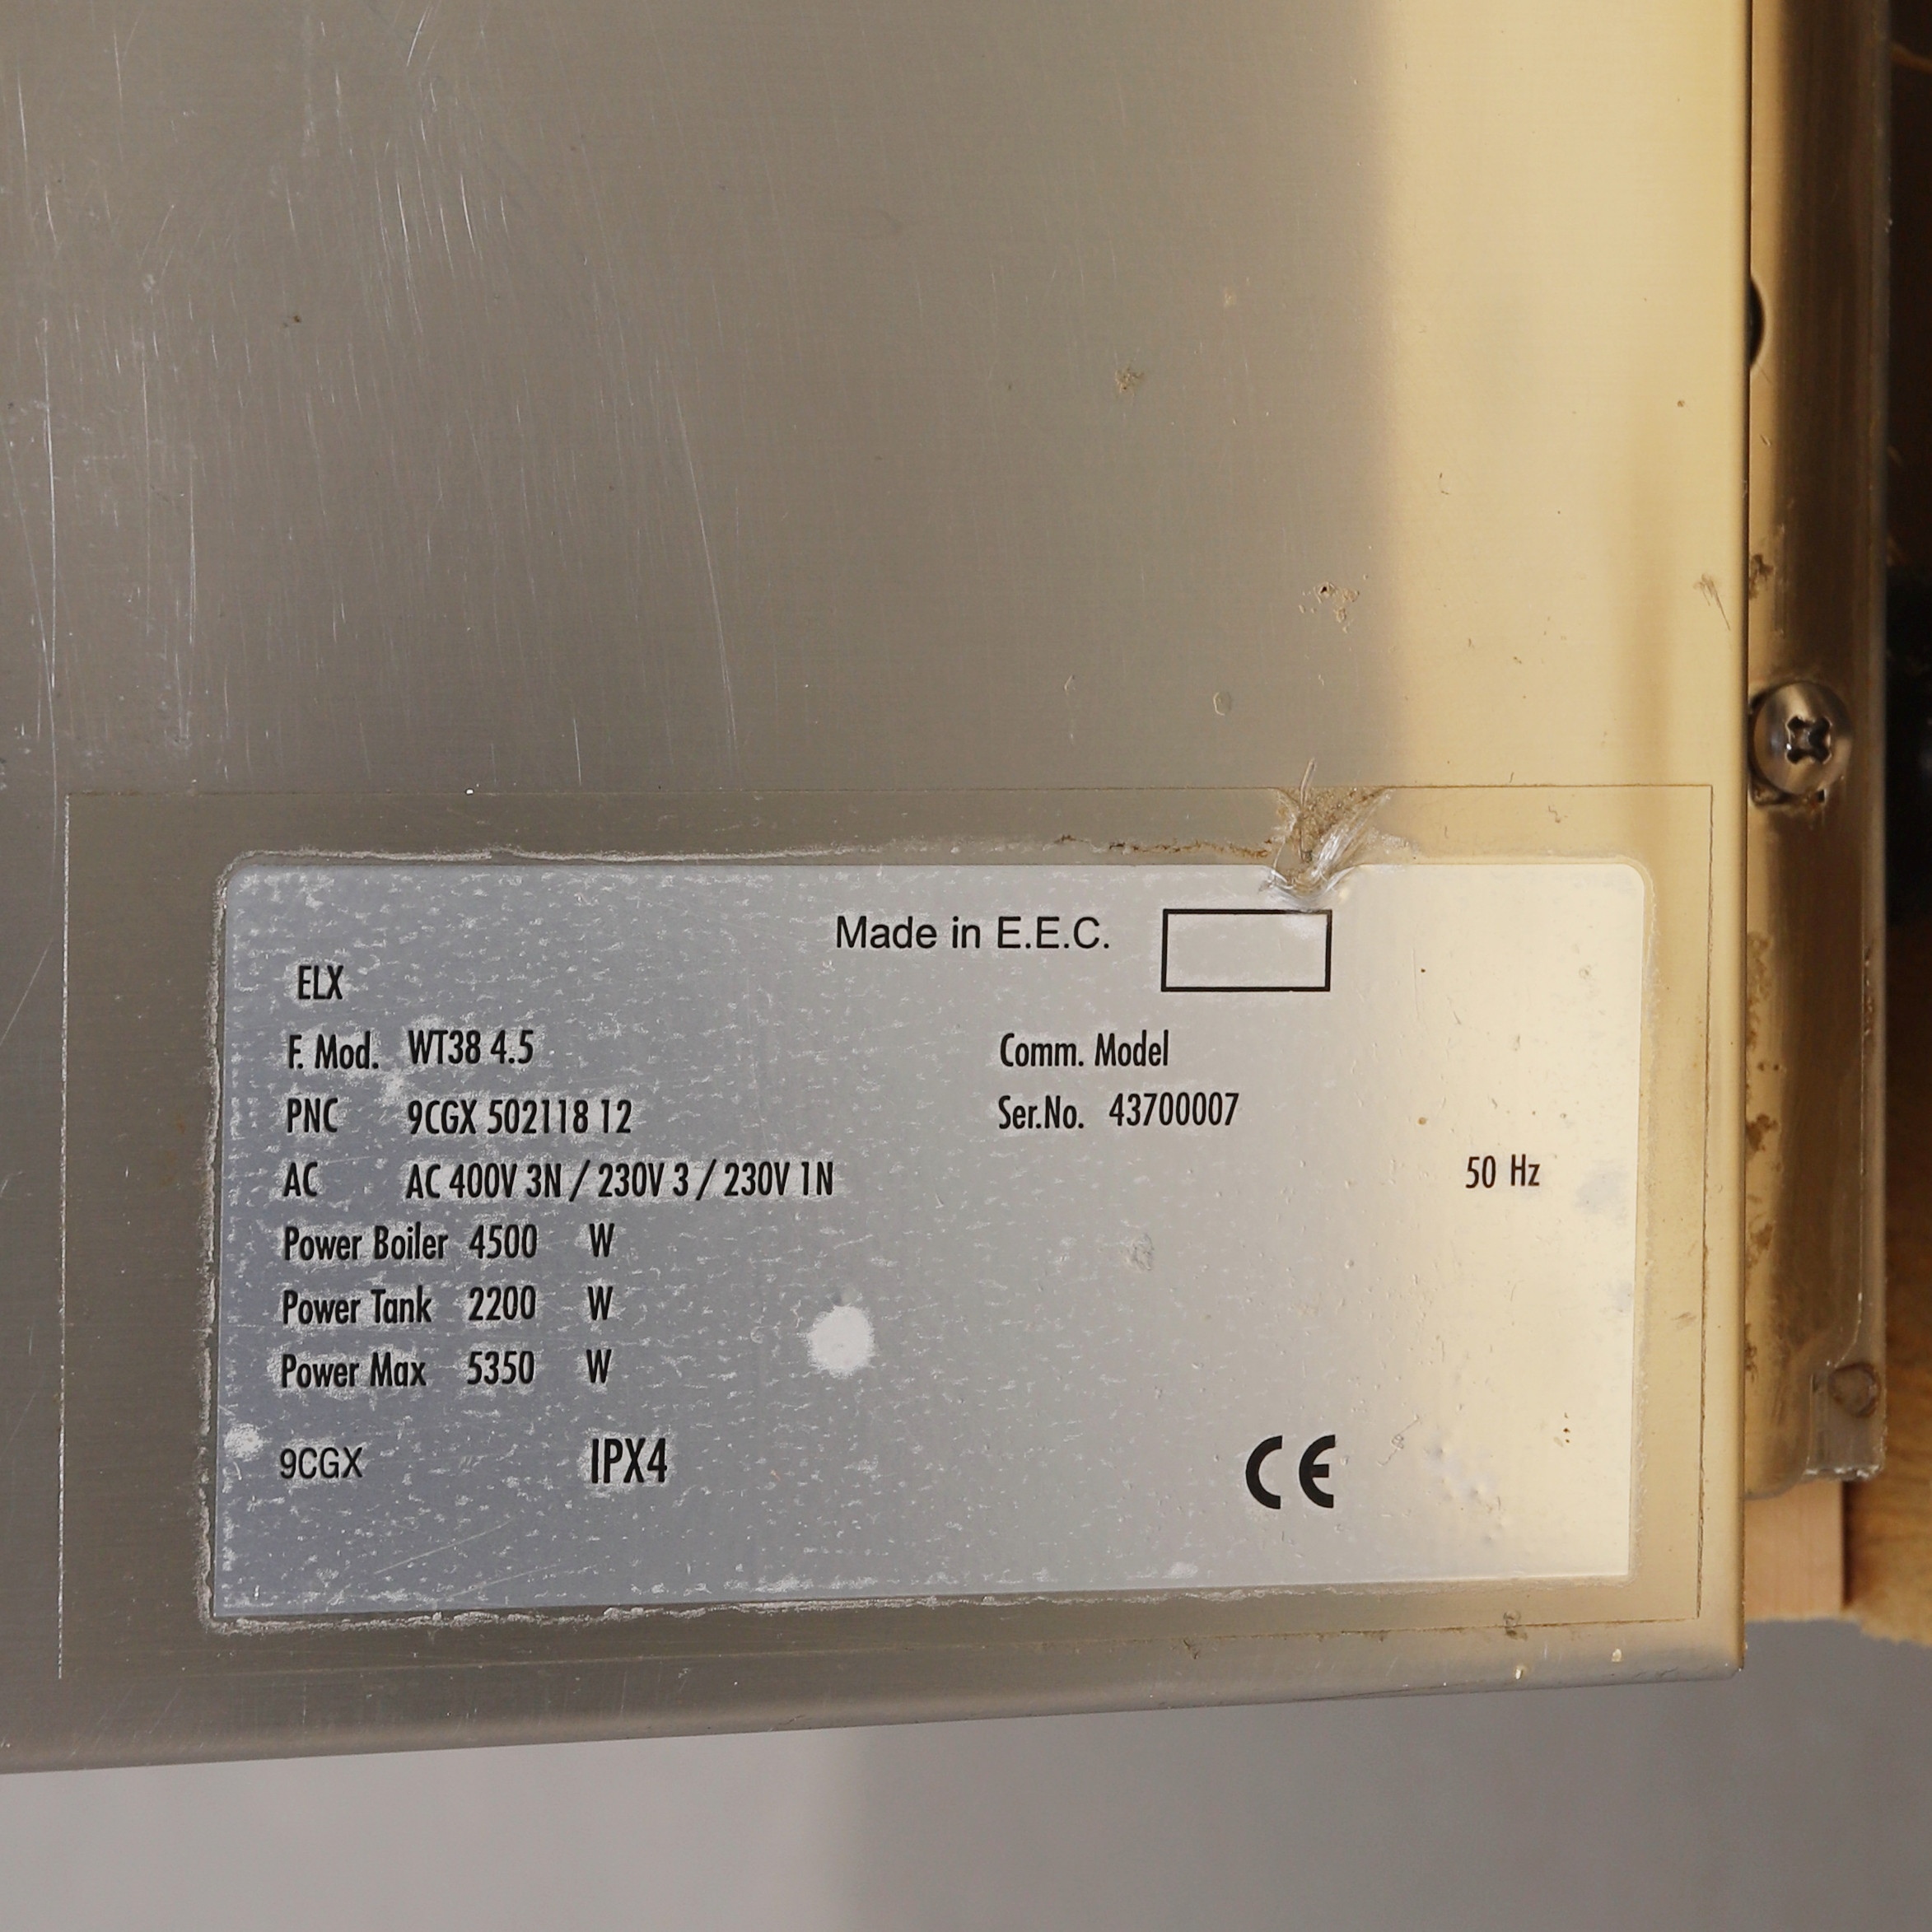 Made in E.E.C.
ELX
F. Mod. WT38 4.5 Comm. Model
PNC 9CGX 502118 12 Ser.No. 43700007
AC AC 400V 3N / 230V 3 / 230V 1N 50 Hz
Power Boiler 4500 W
Power Tank 2200 W
Power Max 5350 W
9CGX IPX4 CE